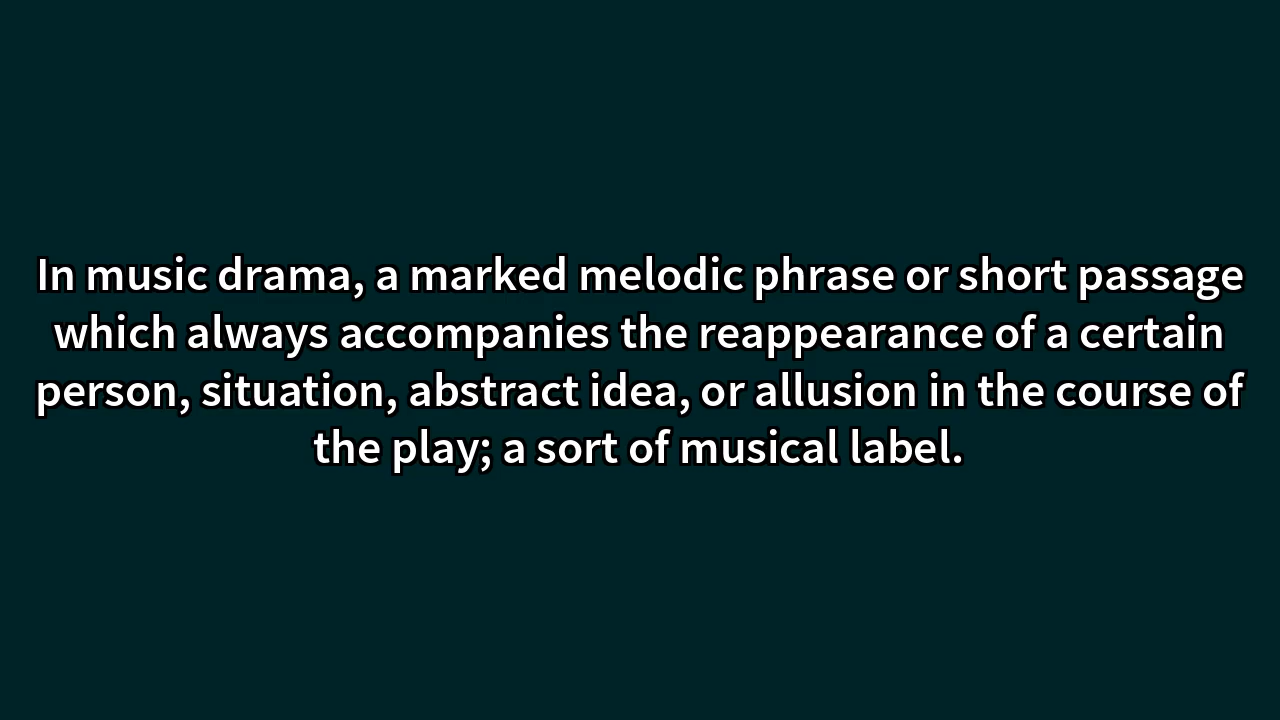 In music drama, a marked melodic phrase or short passage
which always accompanies the reappearance of a certain
person, situation, abstract idea, or allusion in the course of
the play; a sort of musical label.